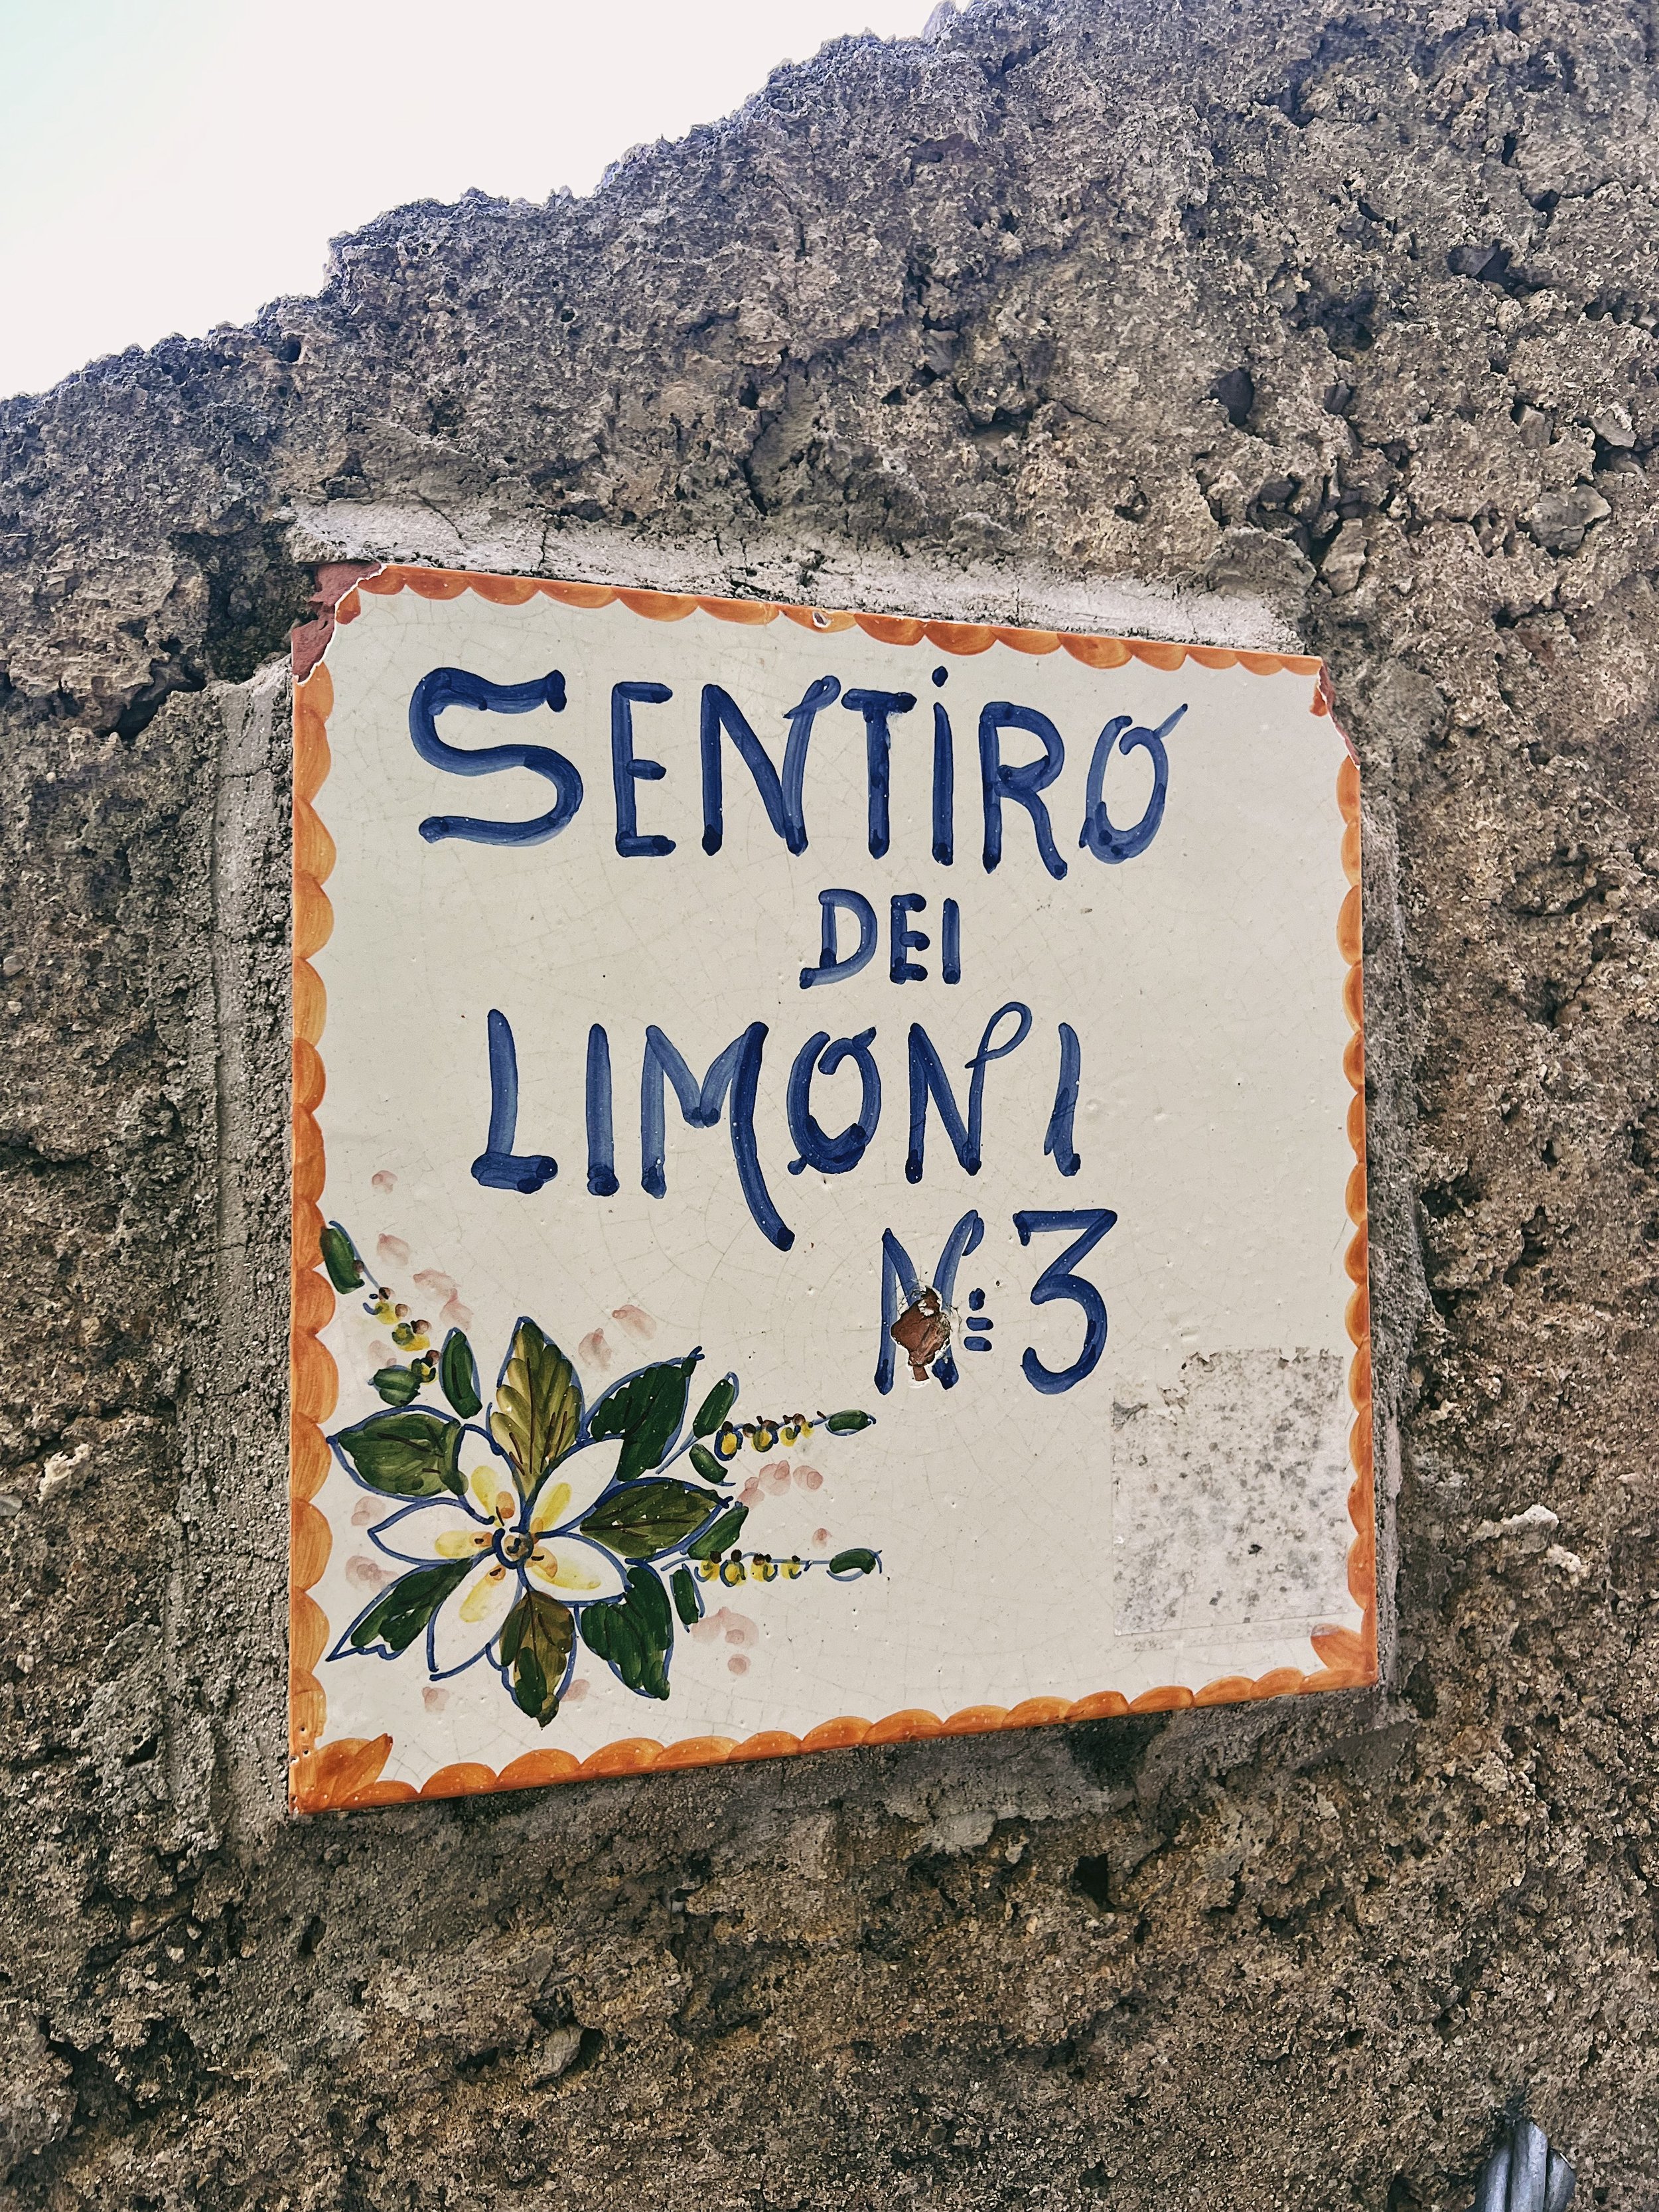 SENTIRO
DEI
LIMONI
N= 3